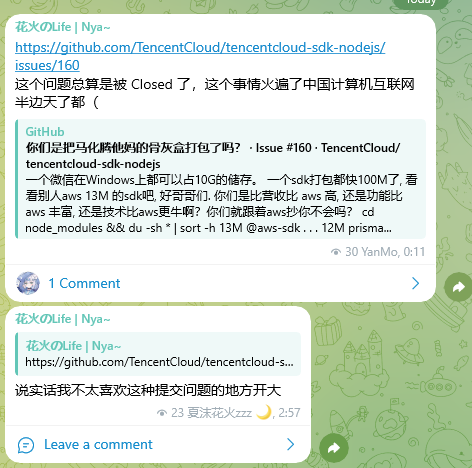 Today
花火のLife | Nya~
https://github.com/TencentCloud/tencentcloud-sdk-nodejs/
issues/160
这个问题总算是被 Closed 了，这个事情火遍了中国计算机互联网
半边天了都（
GitHub
你们是把马化腾他妈的骨灰盒打包了吗？ · Issue #160 · TencentCloud/
tencentcloud-sdk-nodejs
一个微信在Windows上都可以占10G的储存。 一个sdk打包都快100M了, 看
看别人aws 13M 的sdk吧, 好哥哥们. 你们是比营收比 aws 高, 还是功能比
aws 丰富, 还是技术比aws更牛啊？你们就跟着aws抄你不会吗？ cd
node_modules && du -sh * | sort -h 13M @aws-sdk . . . 12M prisma...
30 YanMo, 0:11
1 Comment
花火のLife | Nya~
花火のLife | Nya~
https://github.com/TencentCloud/tencentcloud-s...
说实话我不太喜欢这种提交问题的地方开大
23 夏沫花火zzz 🌙, 2:57
Leave a comment